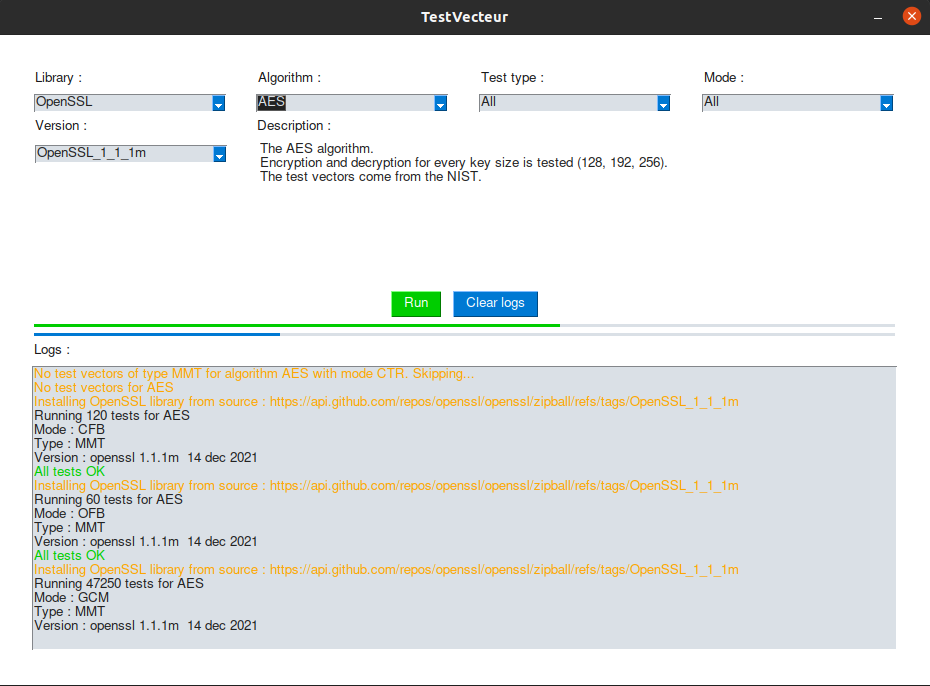 TestVecteur
Library :
Algorithm :
Test type :
Mode :
OpenSSL
AES
All
All
Version :
Description :
OpenSSL_1_1_1m
The AES algorithm.
Encryption and decryption for every key size is tested (128, 192, 256).
The test vectors come from the NIST.
Run
Clear logs
Logs :
No test vectors of type MMT for algorithm AES with mode CTR. Skipping...
No test vectors for AES
Installing OpenSSL library from source : https://api.github.com/repos/openssl/openssl/zipball/refs/tags/OpenSSL_1_1_1m
Running 120 tests for AES
Mode : CFB
Type : MMT
Version : openssl 1.1.1m  14 dec 2021
All tests OK
Installing OpenSSL library from source : https://api.github.com/repos/openssl/openssl/zipball/refs/tags/OpenSSL_1_1_1m
Running 60 tests for AES
Mode : OFB
Type : MMT
Version : openssl 1.1.1m  14 dec 2021
All tests OK
Installing OpenSSL library from source : https://api.github.com/repos/openssl/openssl/zipball/refs/tags/OpenSSL_1_1_1m
Running 47250 tests for AES
Mode : GCM
Type : MMT
Version : openssl 1.1.1m  14 dec 2021